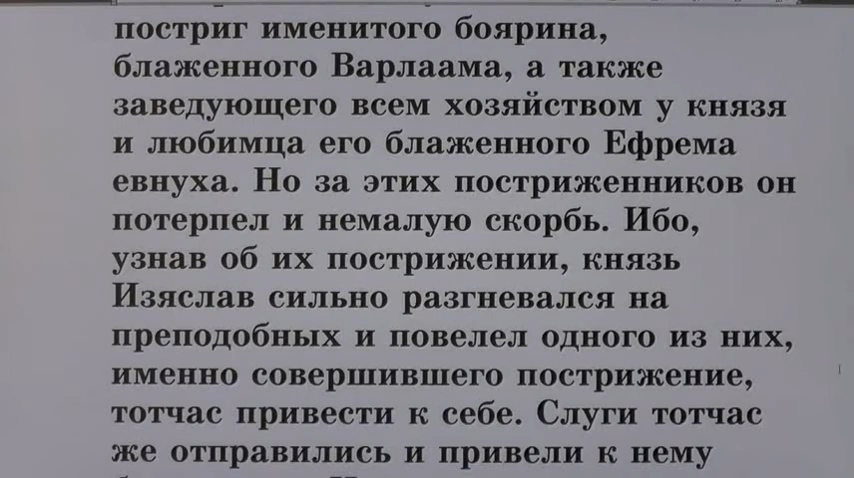 постриг именитого боярина,
блаженного Варлаама, а также
заведующего всем хозяйством у князя
и любимца его блаженного Ефрема
евнуха. Но за этих постриженников он
потерпел и немалую скорбь. Ибо,
узнав об их пострижении, князь
Изяслав сильно разгневался на
преподобных и повелел одного из них,
именно совершившего пострижение,
тотчас привести к себе. Слуги тотчас
же отправились и привели к нему